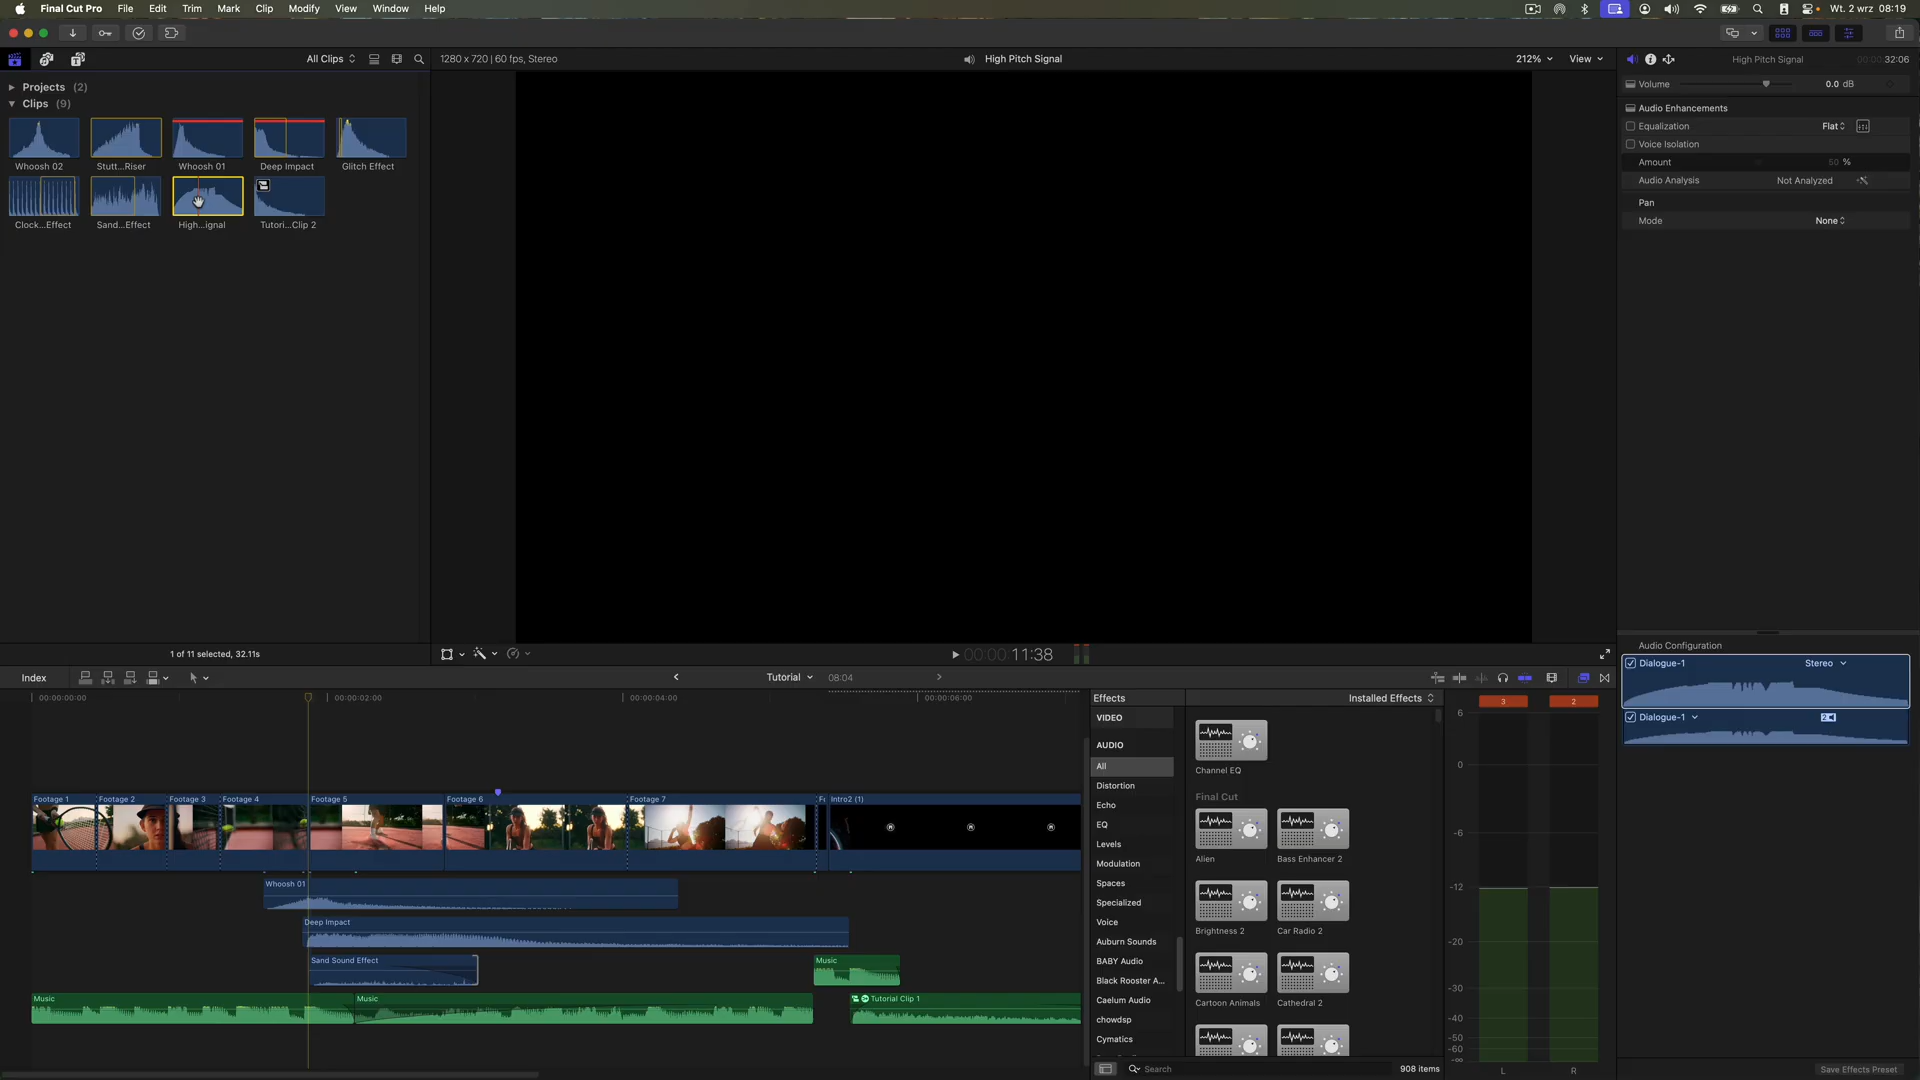 Final Cut Pro File Edit Trim Mark Clip Modify View Window Help Wt. 2 wrz 08:19
All Clips 1280 x 720 | 60 fps, Stereo High Pitch Signal 212% View High Pitch Signal 00:00:32:06
Projects (2)
Clips (9)
Whoosh 02 Stutt...Riser Whoosh 01 Deep Impact Glitch Effect
Clock...Effect Sand...Effect High...ignal Tutori...Clip 2
Volume 0.0 dB
Audio Enhancements
Equalization Flat
Voice Isolation
Amount 50 %
Audio Analysis Not Analyzed
Pan
Mode None
1 of 11 selected, 32.11s
00:00:11:38
Audio Configuration
Dialogue-1 Stereo
Dialogue-1 2
Index Tutorial 08:04
00:00:00:00 00:00:02:00 00:00:04:00 00:00:06:00
Footage 1 Footage 2 Footage 3 Footage 4 Footage 5 Footage 6 Footage 7 Intro2 (1)
Whoosh 01
Deep Impact
Sand Sound Effect Music
Music Music Tutorial Clip 1
Effects Installed Effects
VIDEO
AUDIO
All
Distortion
Echo
EQ
Levels
Modulation
Spaces
Specialized
Voice
Auburn Sounds
BABY Audio
Black Rooster A...
Caelum Audio
chowdsp
Cymatics
Channel EQ
Final Cut
Alien Bass Enhancer 2
Brightness 2 Car Radio 2
Cartoon Animals Cathedral 2
Search 908 items
3 2
6
0
-6
-12
-20
-30
-40
-50
-60
-∞
L R
Save Effects Preset